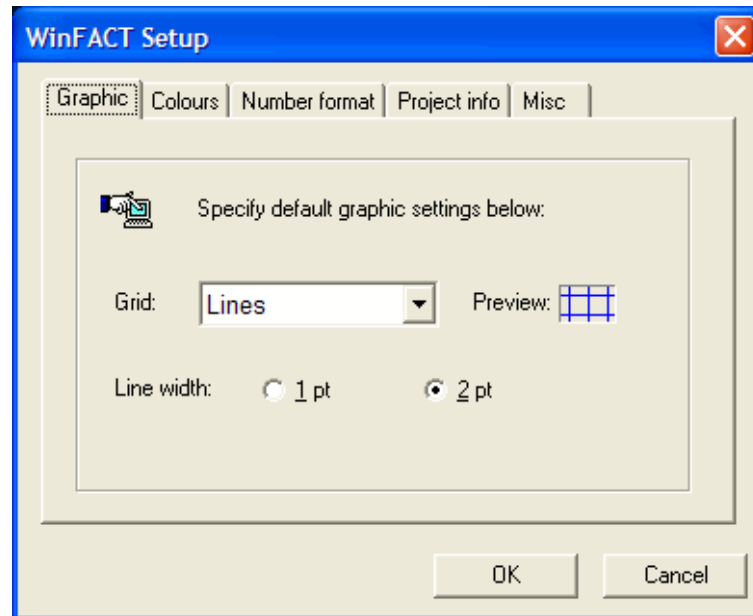 WinFACT Setup
Graphic Colours Number format Project info Misc
Specify default graphic settings below:
Grid: Lines Preview:
Line width: 1 pt 2 pt
OK Cancel